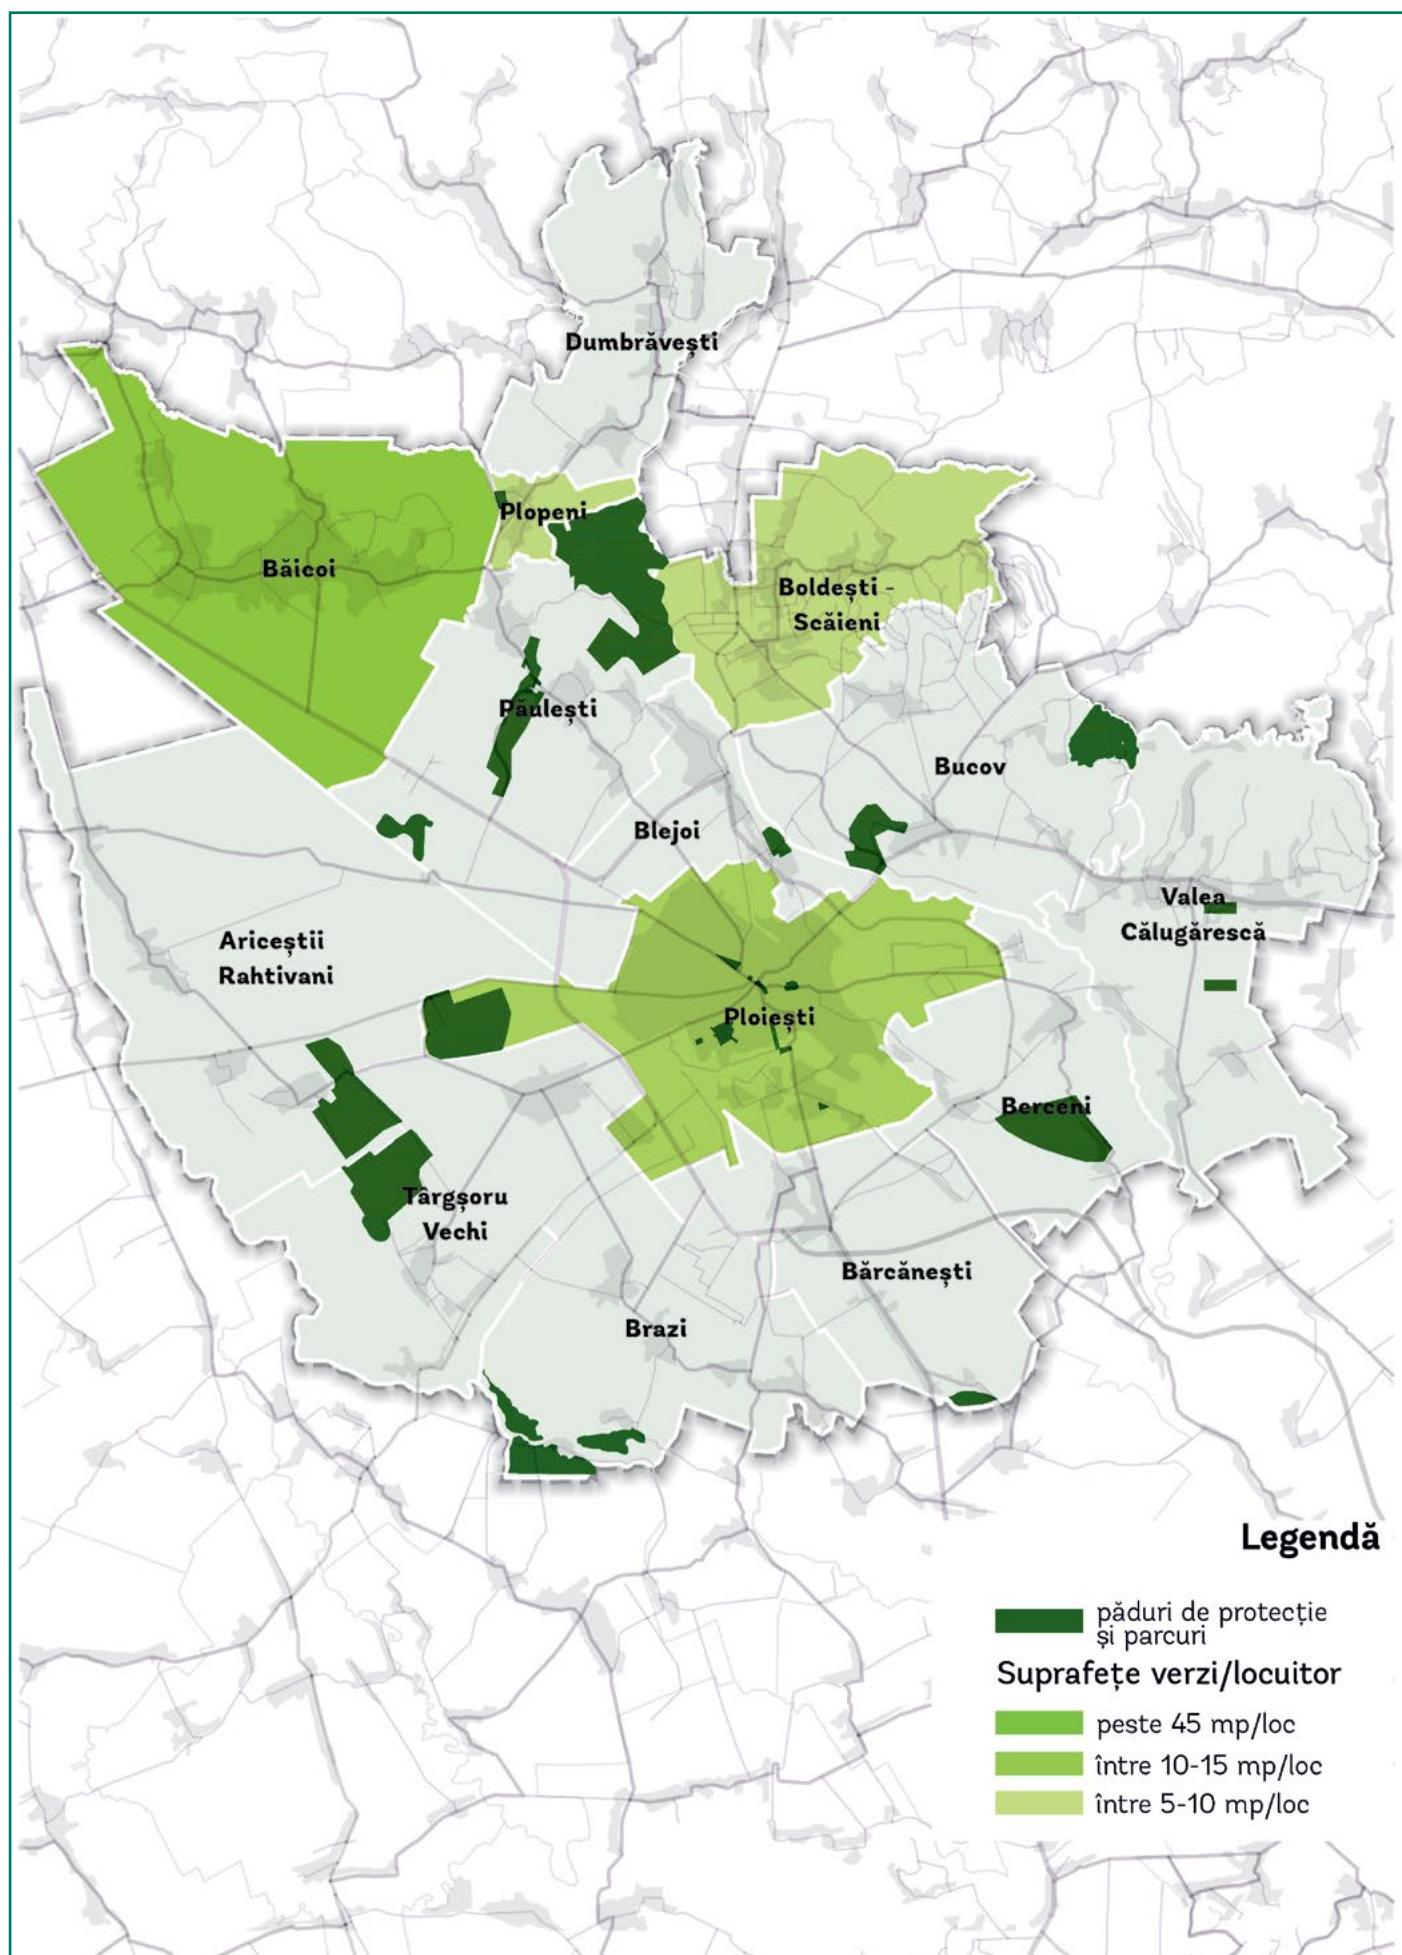 Dumbrăvești
Plopeni
Băicoi
Boldești -
Scăieni
Păulești
Bucov
Blejoi
Valea
Călugărescă
Ariceștii
Rahtivani
Ploiești
Berceni
Târgșoru
Vechi
Bărcănești
Brazi
Legendă
păduri de protecție
și parcuri
Suprafețe verzi/locuitor
peste 45 mp/loc
între 10-15 mp/loc
între 5-10 mp/loc